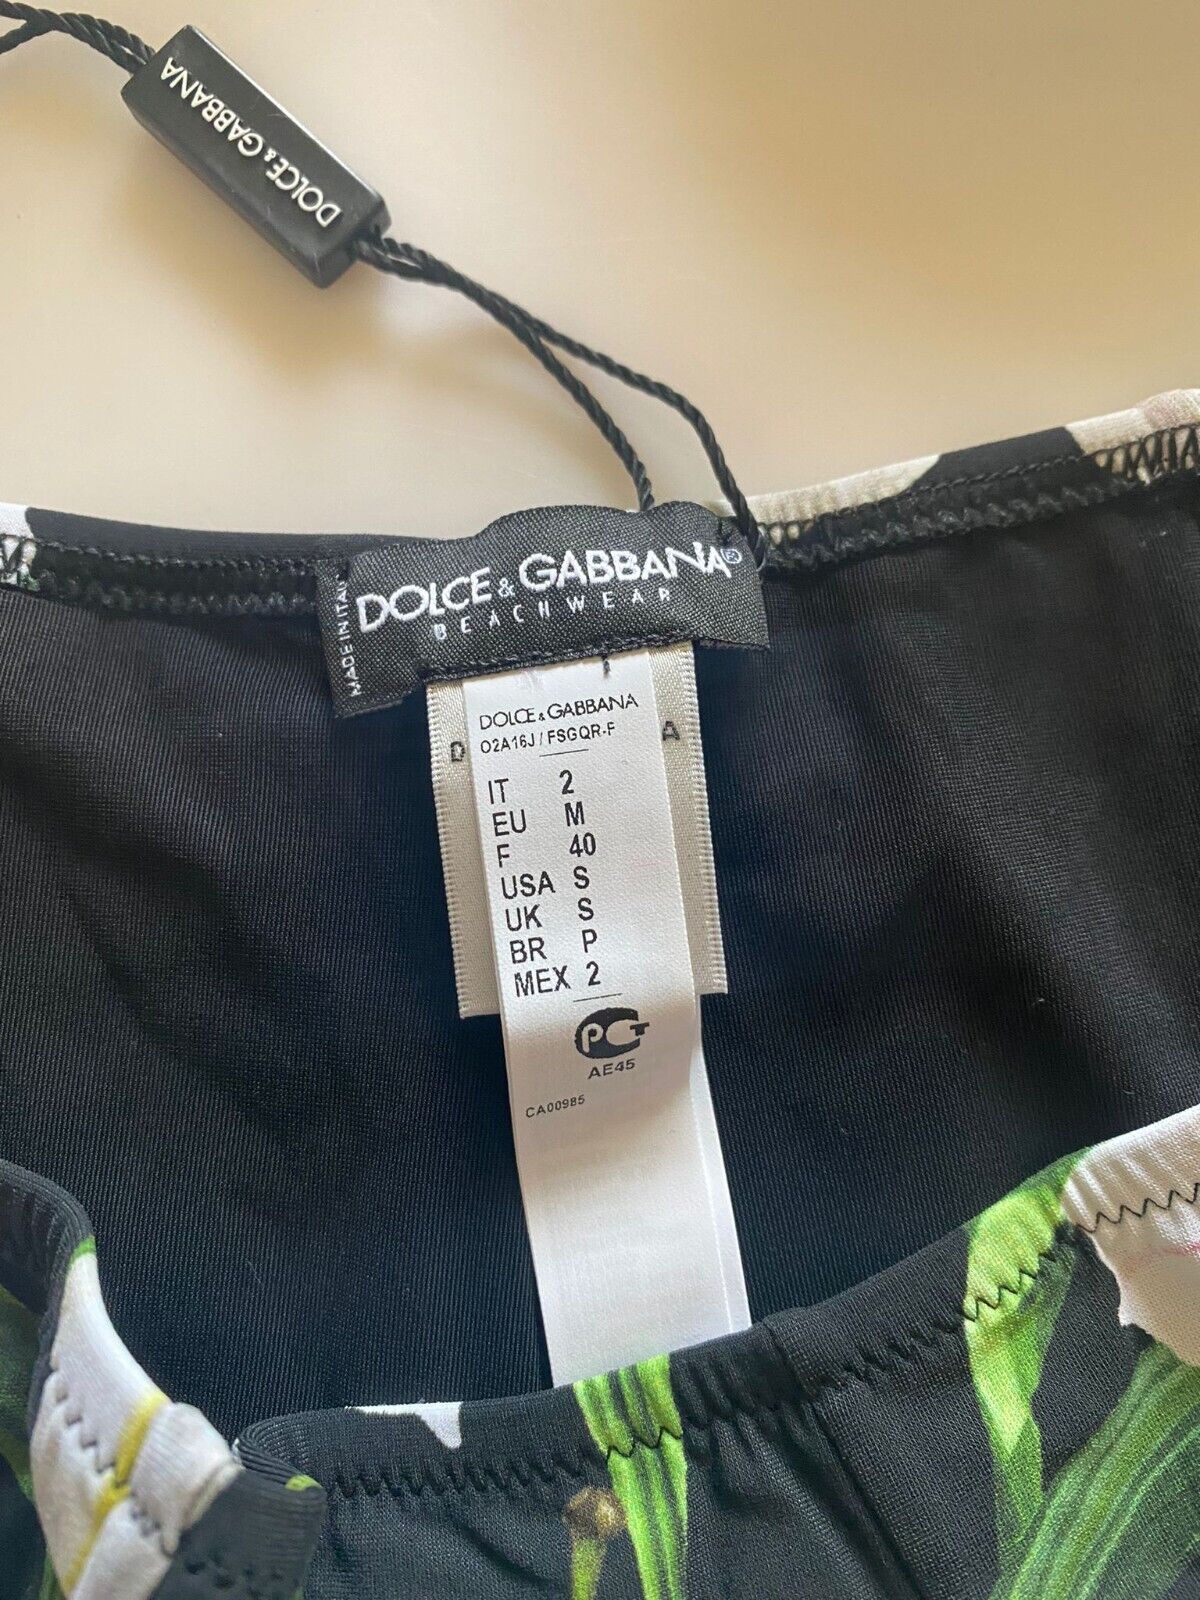 DOLCE & GABBANA
DOLCE & GABBANA®
BEACHWEAR
MADE IN ITALY
DOLCE & GABBANA
O2A16J / FSGQR-F
D A
IT 2
EU M
F 40
USA S
UK S
BR P
MEX 2
PCT
AE45
CA00985